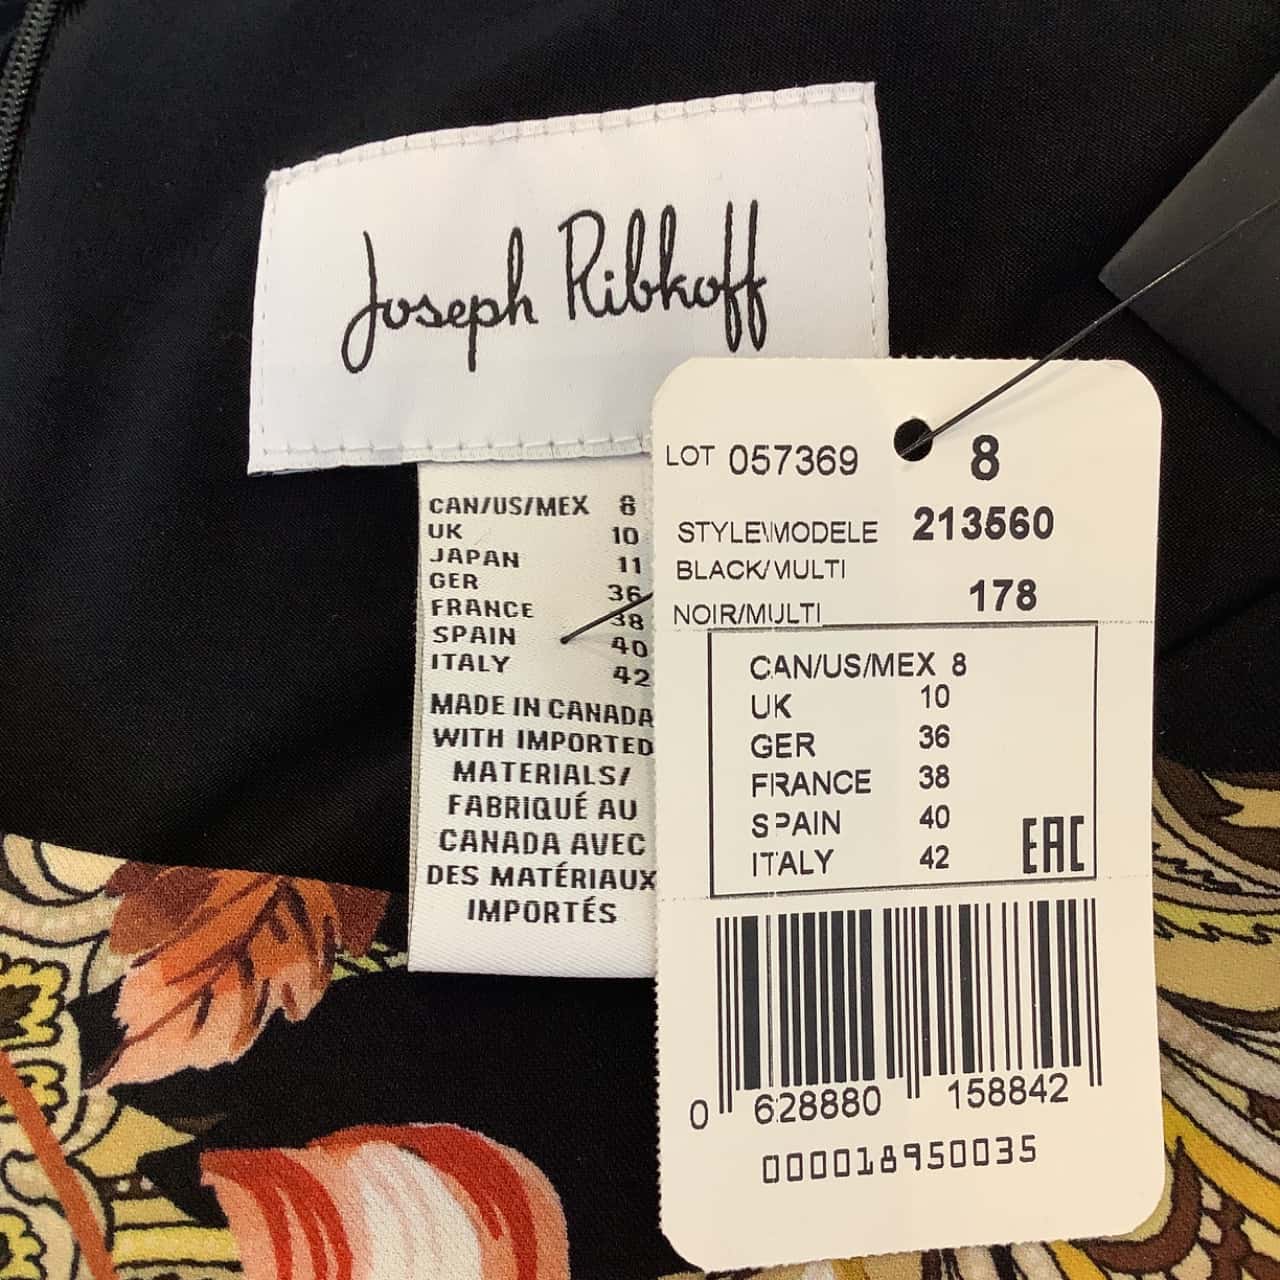 Joseph Ribkoff
CAN/US/MEX 8
UK 10
JAPAN 11
GER 36
FRANCE 38
SPAIN 40
ITALY 42
MADE IN CANADA
WITH IMPORTED
MATERIALS/
FABRIQUÉ AU
CANADA AVEC
DES MATÉRIAUX
IMPORTÉS
LOT 057369 8
STYLE\MODELE 213560
BLACK/MULTI
NOIR/MULTI 178
CAN/US/MEX 8
UK 10
GER 36
FRANCE 38
SPAIN 40
ITALY 42
EAC
0 628880 158842
000018950035